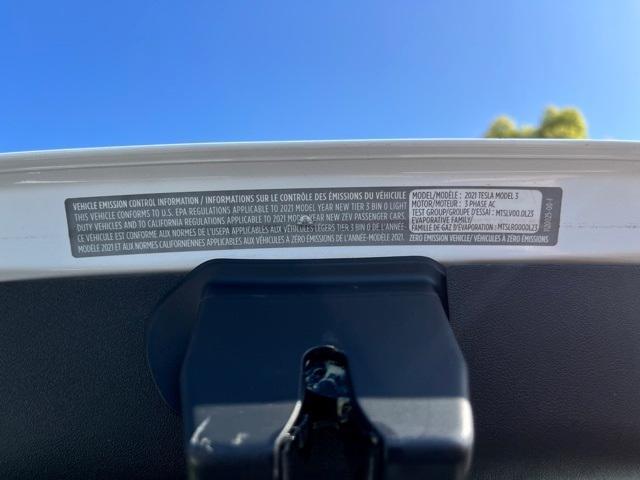 VEHICLE EMISSION CONTROL INFORMATION / INFORMATIONS SUR LE CONTRÔLE DES ÉMISSIONS DU VÉHICULE
THIS VEHICLE CONFORMS TO U.S. EPA REGULATIONS APPLICABLE TO 2021 MODEL YEAR NEW TIER 3 BIN 0 LIGHT
DUTY VEHICLES AND TO CALIFORNIA REGULATIONS APPLICABLE TO 2021 MODEL YEAR NEW ZEV PASSENGER CARS.
CE VEHICULE EST CONFORME AUX NORMES DE l'USEPA APPLICABLES AUX VÉHICULES LÉGERS TIER 3 BIN 0 DE L'ANNÉE-
MODÈLE 2021 ET AUX NORMES CALIFORNIENNES APPLICABLES AUX VÉHICULES À ZÉRO ÉMISSIONS DE L'ANNÉE-MODÈLE 2021.
MODEL/MODÈLE : 2021 TESLA MODEL 3
MOTOR/MOTEUR : 3 PHASE AC
TEST GROUP/GROUPE D'ESSAI : MTSLV00.0L23
EVAPORATIVE FAMILY/
FAMILLE DE GAZ D'ÉVAPORATION : MTSLR0000L23
ZERO EMISSION VEHICLE/ VÉHICULES A ZÉRO ÉMISSIONS